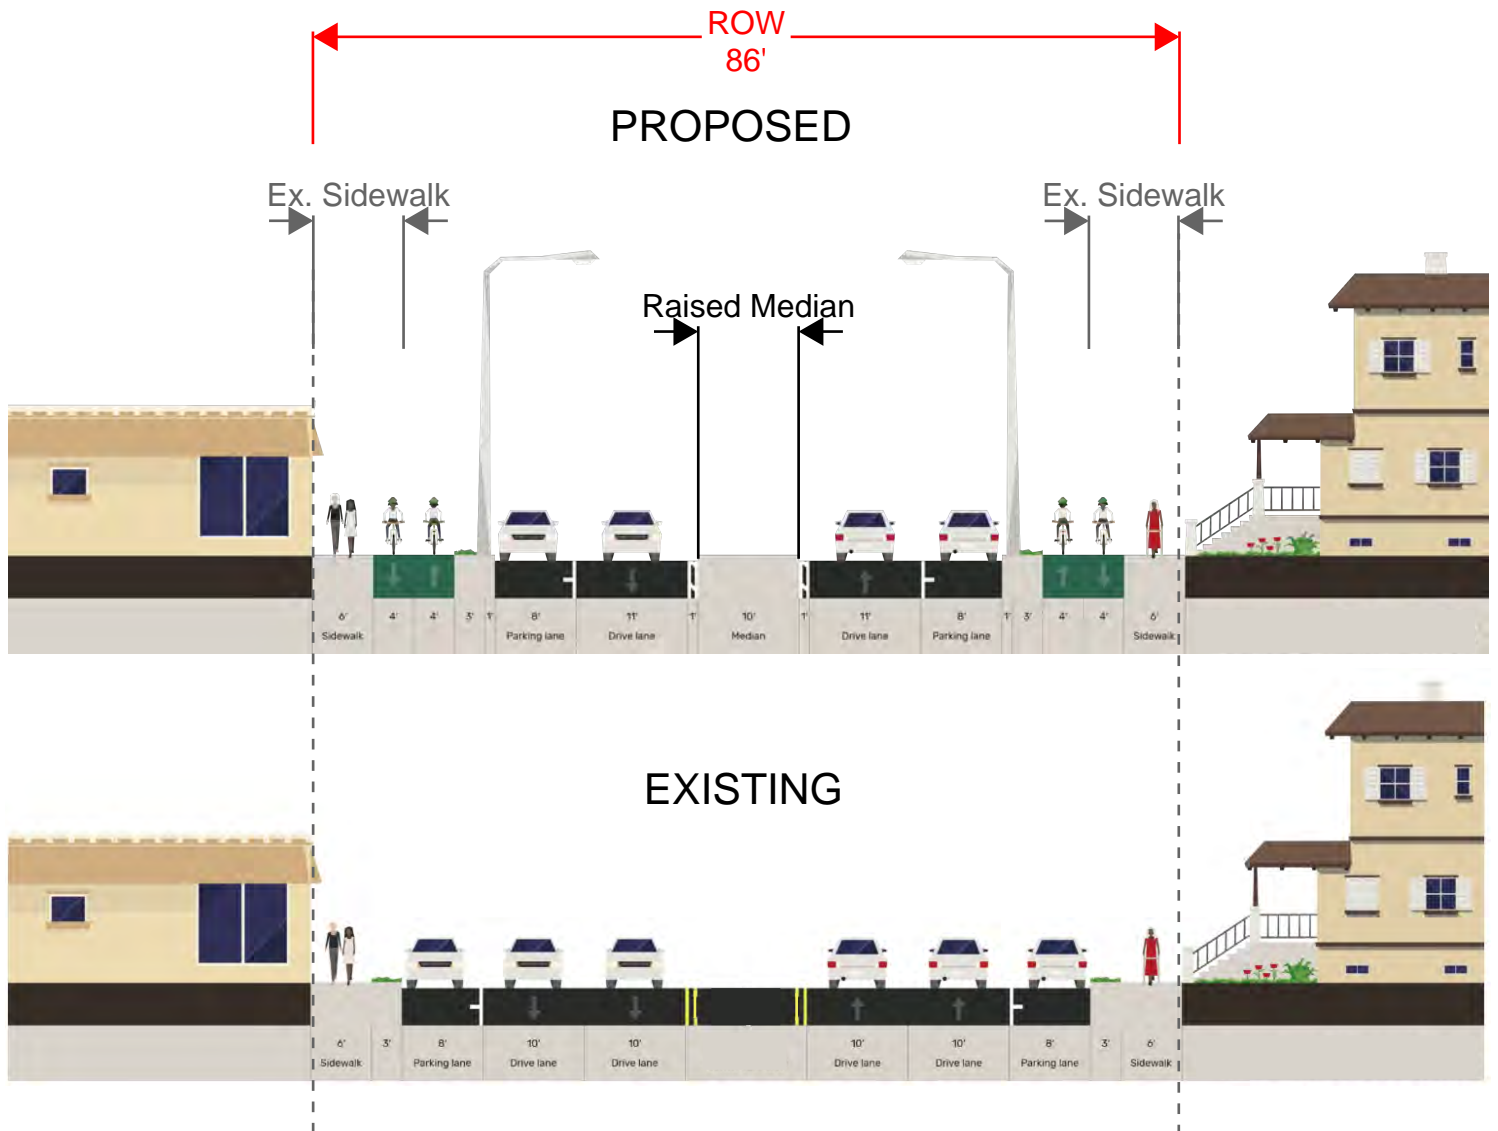 ROW
86'
PROPOSED
Ex. Sidewalk
Ex. Sidewalk
Raised Median
6' 4' 4' 3' 1' 8' 11' 1' 10' 1' 11' 8' 1' 3' 4' 4' 6'
Sidewalk Parking lane Drive lane Median Drive lane Parking lane Sidewalk
EXISTING
6' 3' 8' 10' 10' 10' 10' 8' 3' 6'
Sidewalk Parking lane Drive lane Drive lane Drive lane Drive lane Parking lane Sidewalk